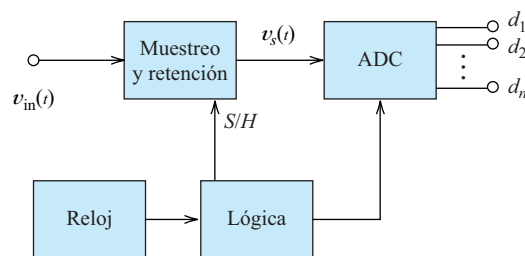 Muestreo
y retención
v_s(t)
ADC
d_1
d_2
d_n
v_in(t)
S/H
Reloj
Lógica